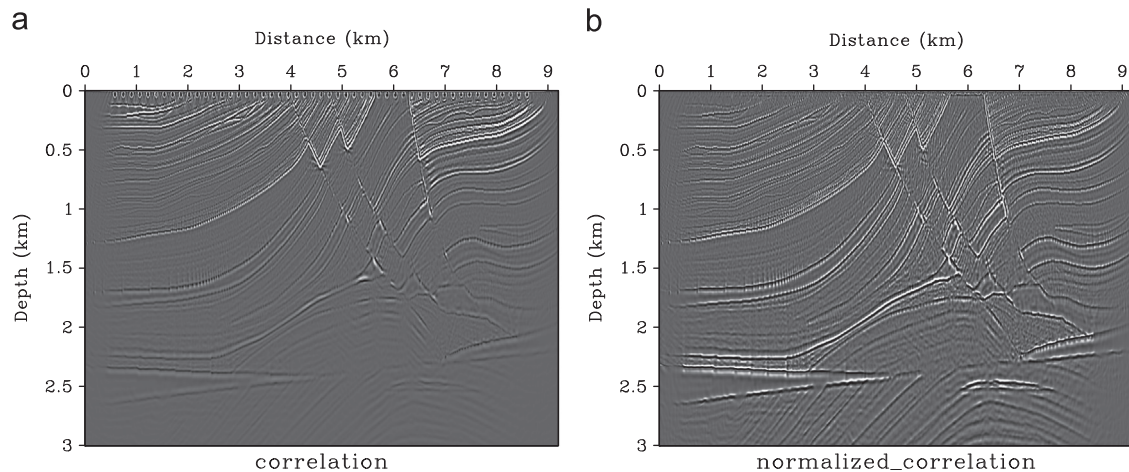 a
Distance (km)
0 1 2 3 4 5 6 7 8 9
0
0.5
1
1.5
2
2.5
3
Depth (km)
correlation
b
Distance (km)
0 1 2 3 4 5 6 7 8 9
0
0.5
1
1.5
2
2.5
3
Depth (km)
normalized_correlation